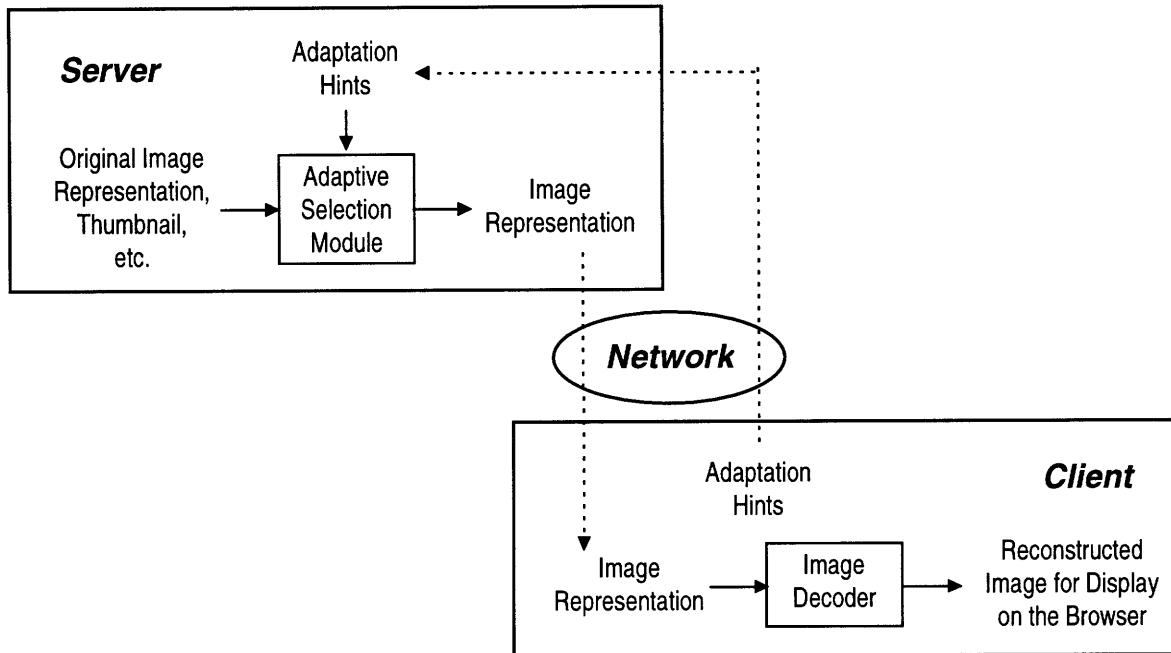 Server
Adaptation
Hints
Original Image
Representation,
Thumbnail,
etc.
Adaptive
Selection
Module
Image
Representation
Network
Client
Adaptation
Hints
Image
Representation
Image
Decoder
Reconstructed
Image for Display
on the Browser